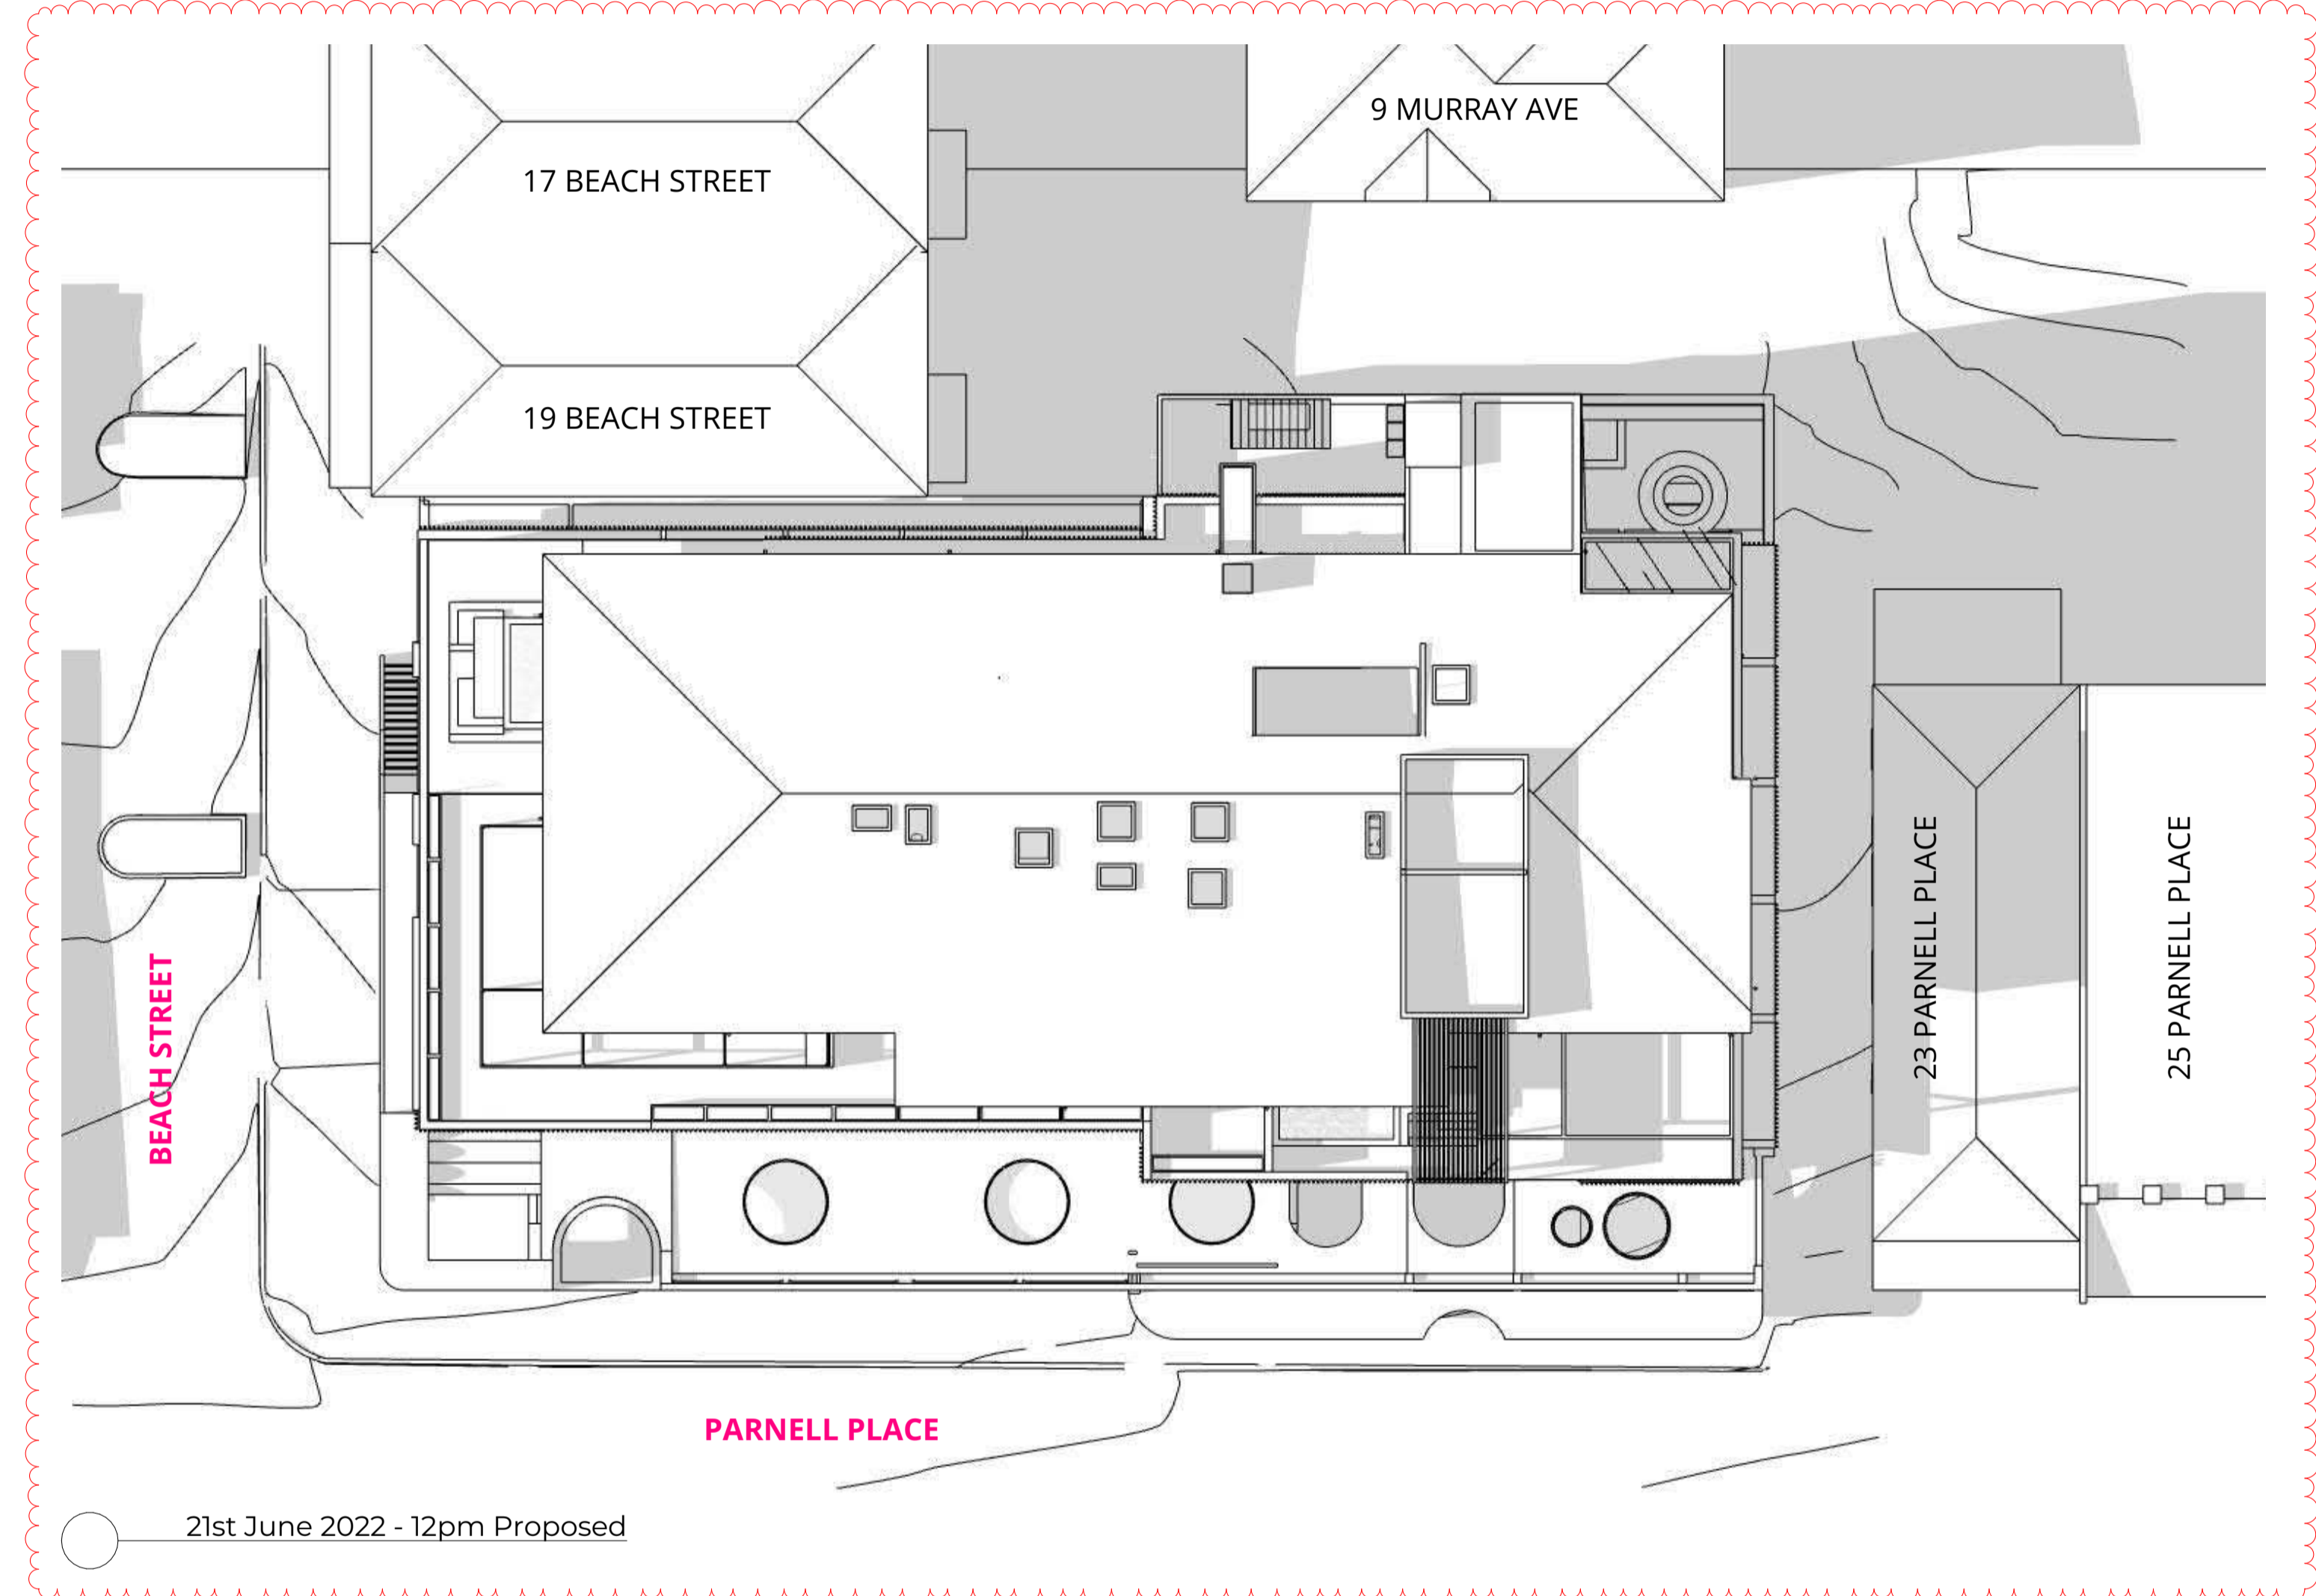 9 MURRAY AVE
17 BEACH STREET
19 BEACH STREET
23 PARNELL PLACE
25 PARNELL PLACE
BEACH STREET
PARNELL PLACE
21st June 2022 - 12pm Proposed